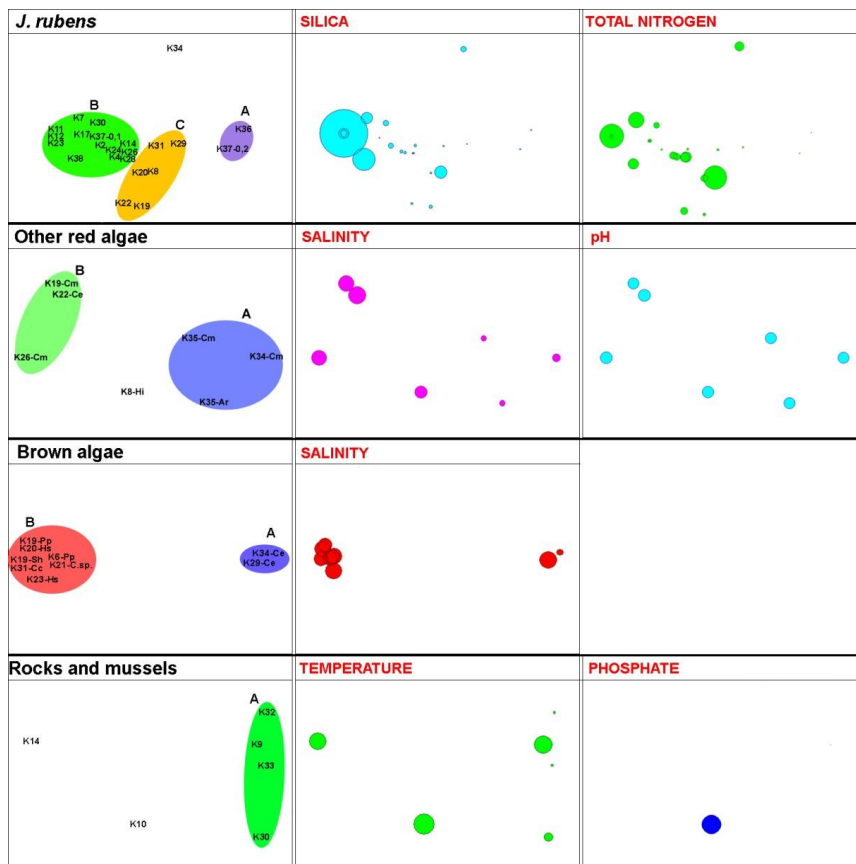 J. rubens
SILICA
TOTAL NITROGEN
K34
B
C
A
K7
K30
K11
K12
K17
K37-0,1
K23
K2
K14
K24
K26
K38
K4
K28
K31
K29
K20
K8
K22
K19
K36
K37-0,2
Other red algae
SALINITY
pH
B
K19-Cm
K22-Ce
K26-Cm
A
K35-Cm
K34-Cm
K35-Ar
K8-Hi
Brown algae
SALINITY
B
K19-Pp
K20-Hs
K19-Sh
K6-Pp
K31-Cc
K21-C.sp.
K23-Hs
A
K34-Ce
K29-Ce
Rocks and mussels
TEMPERATURE
PHOSPHATE
A
K32
K14
K9
K33
K10
K30